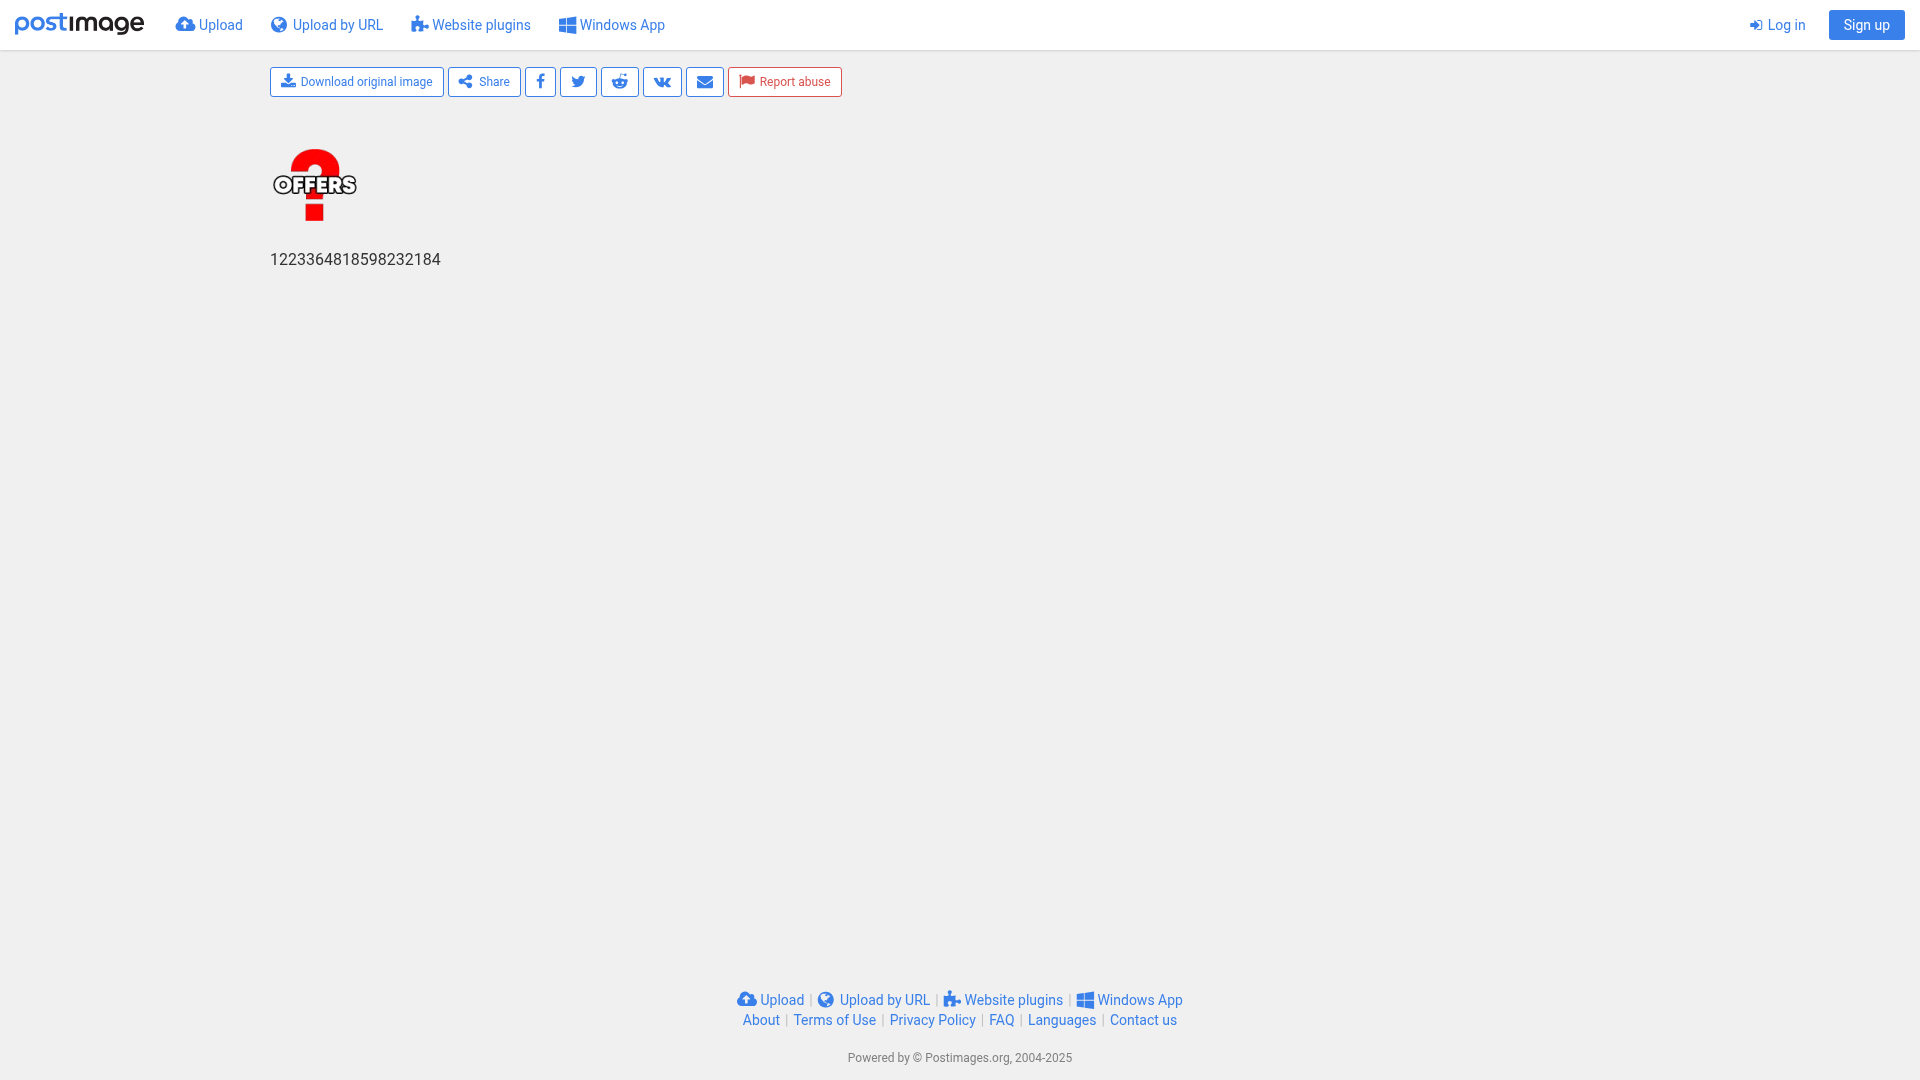 postimage
Upload
Upload by URL
Website plugins
Windows App
Log in
Sign up
Download original image
Share
Report abuse
OFFERS
1223364818598232184
Upload | Upload by URL | Website plugins | Windows App
About | Terms of Use | Privacy Policy | FAQ | Languages | Contact us
Powered by © Postimages.org, 2004-2025